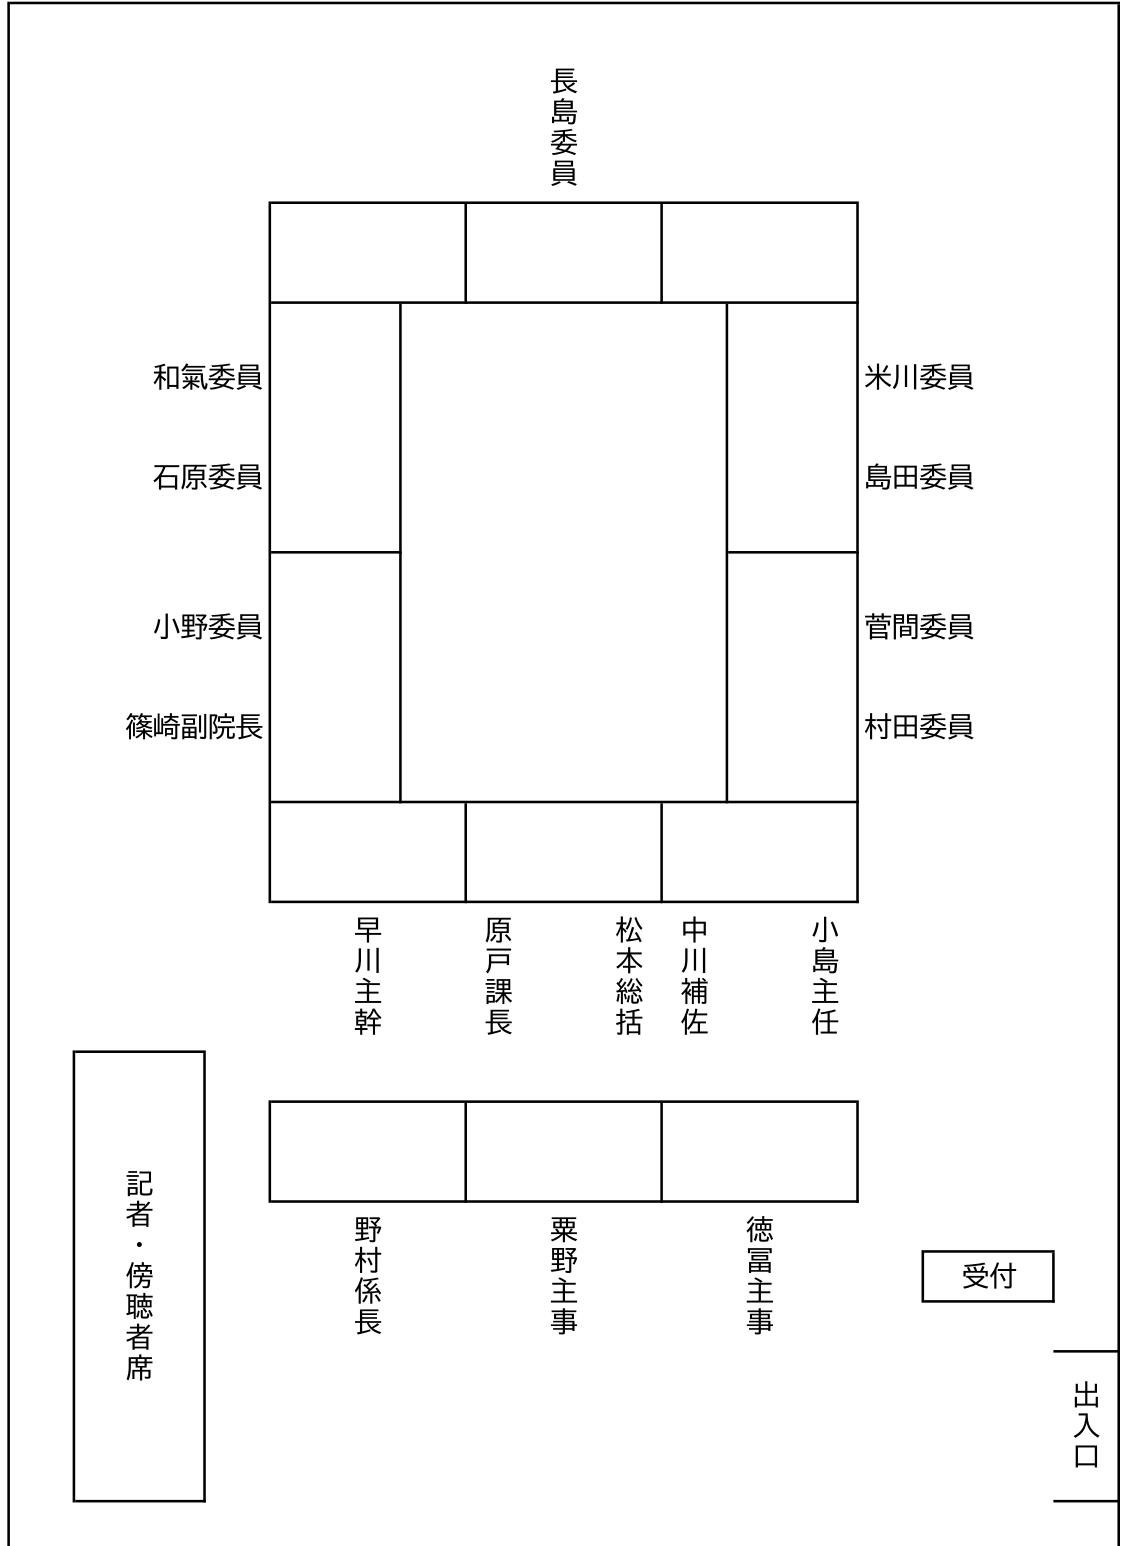 長島委員
和氣委員
米川委員
石原委員
島田委員
小野委員
菅間委員
篠崎副院長
村田委員
早川主幹
原戸課長
松本総括
中川補佐
小島主任
記者・傍聴者席
野村係長
粟野主事
徳冨主事
受付
出入口